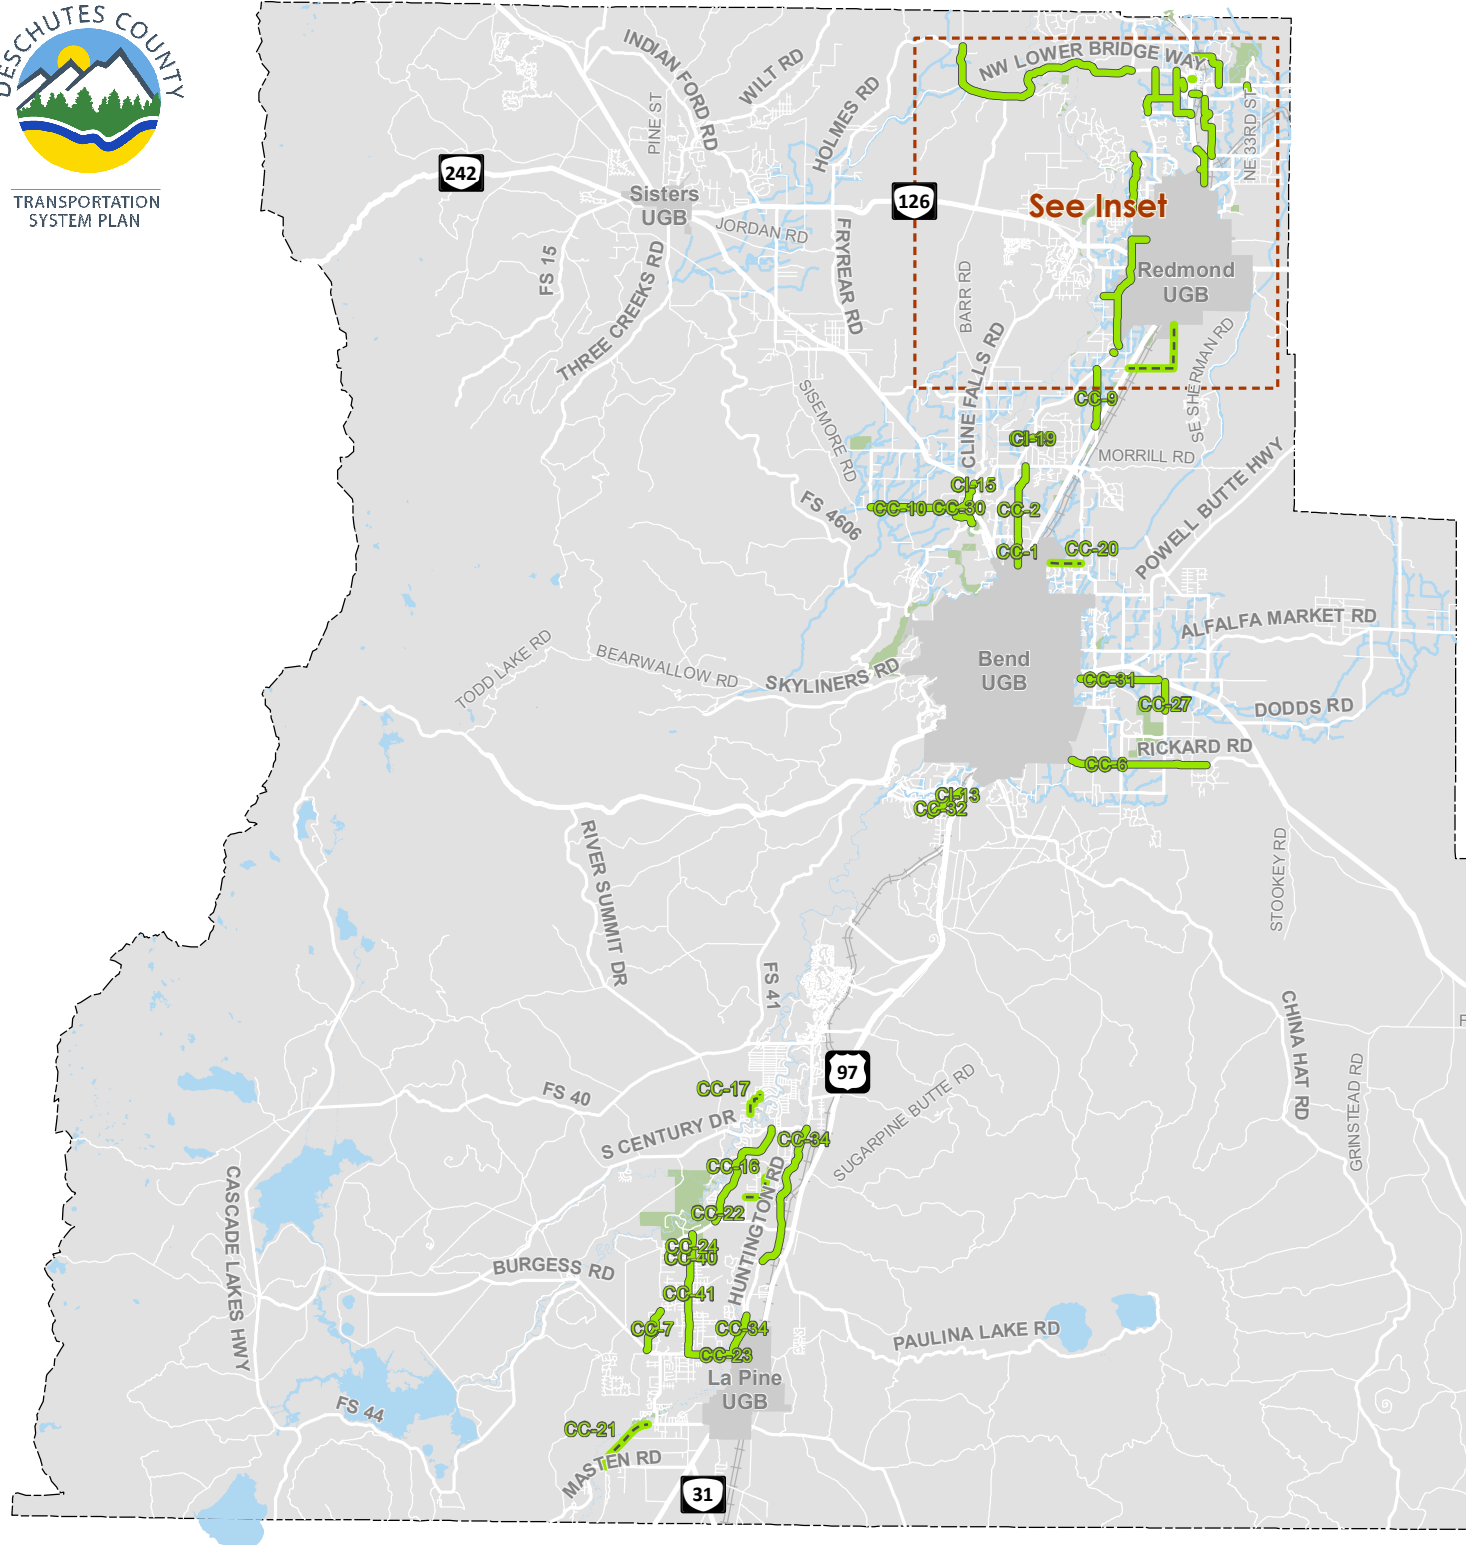 DESCHUTES COUNTY
TRANSPORTATION
SYSTEM PLAN
INDIAN FORD RD
WILT RD
NW LOWER BRIDGE WAY
PINE ST
HOLMES RD
NE 33RD ST
242
126
Sisters
UGB
See Inset
JORDAN RD
FS 15
THREE CREEKS RD
FRYREAR RD
BARR RD
Redmond
UGB
CLINE FALLS RD
SE SHERMAN RD
SISEMORE RD
CC-9
CI-19
MORRILL RD
POWELL BUTTE HWY
CI-15
FS 4606
CC-10
CC-30
CC-2
CC-1
CC-20
ALFALFA MARKET RD
TODD LAKE RD
BEARWALLOW RD
SKYLINERS RD
Bend
UGB
CC-31
CC-27
DODDS RD
RICKARD RD
CC-6
CI-13
CC-32
RIVER SUMMIT DR
STOOKEY RD
FS 41
CHINA HAT RD
F
97
GRINSTEAD RD
SUGARPINE BUTTE RD
CC-17
FS 40
S CENTURY DR
CC-34
CC-16
HUNTINGTON RD
CC-22
CC-24
CC-40
CASCADE LAKES HWY
BURGESS RD
CC-41
CC-7
CC-34
CC-23
PAULINA LAKE RD
La Pine
UGB
FS 44
CC-21
MASTEN RD
31